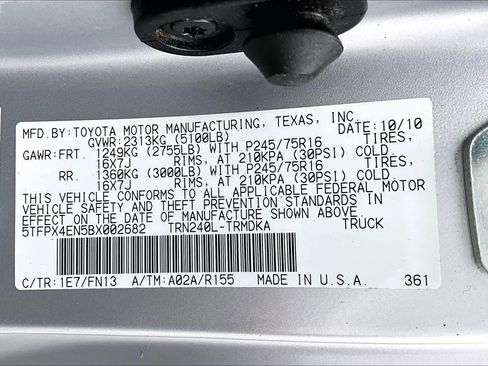 MFD. BY: TOYOTA MOTOR MANUFACTURING, TEXAS, INC.
GVWR: 2313KG (5100LB) DATE: 10/10
GAWR: FRT. 1249KG (2755LB) WITH P245/75R16 TIRES,
16X7J RIMS, AT 210KPA (30PSI) COLD.
RR. 1360KG (3000LB) WITH P245/75R16 TIRES,
16X7J RIMS, AT 210KPA (30PSI) COLD.
THIS VEHICLE CONFORMS TO ALL APPLICABLE FEDERAL MOTOR
VEHICLE SAFETY AND THEFT PREVENTION STANDARDS IN
EFFECT ON THE DATE OF MANUFACTURE SHOWN ABOVE.
5TFPX4EN5BX002682 TRN240L-TRMDKA TRUCK
C/TR: 1E7/FN13 A/TM: A02A/R155 MADE IN U.S.A. 361